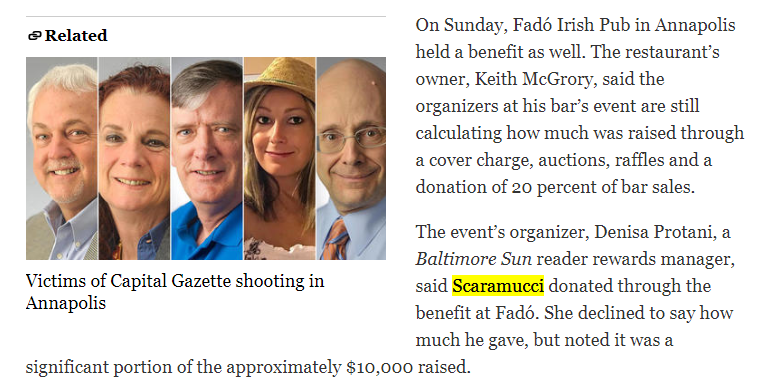 Related
Victims of Capital Gazette shooting in
Annapolis
On Sunday, Fadó Irish Pub in Annapolis
held a benefit as well. The restaurant’s
owner, Keith McGrory, said the
organizers at his bar’s event are still
calculating how much was raised through
a cover charge, auctions, raffles and a
donation of 20 percent of bar sales.
The event’s organizer, Denisa Protani, a
Baltimore Sun reader rewards manager,
said Scaramucci donated through the
benefit at Fadó. She declined to say how
much he gave, but noted it was a
significant portion of the approximately $10,000 raised.